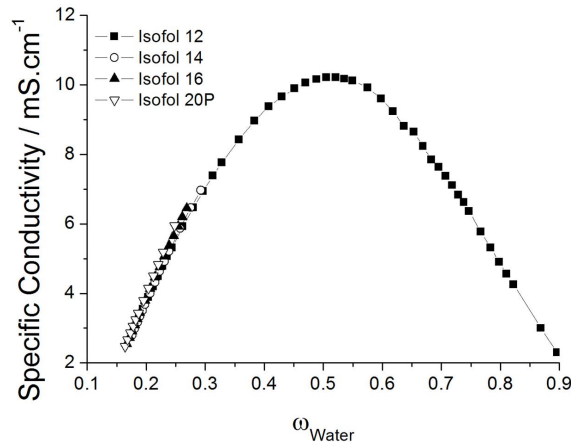 12
10
8
6
4
2
Specific Conductivity / mS.cm⁻¹
Isofol 12
Isofol 14
Isofol 16
Isofol 20P
0.1 0.2 0.3 0.4 0.5 0.6 0.7 0.8 0.9
ωWater